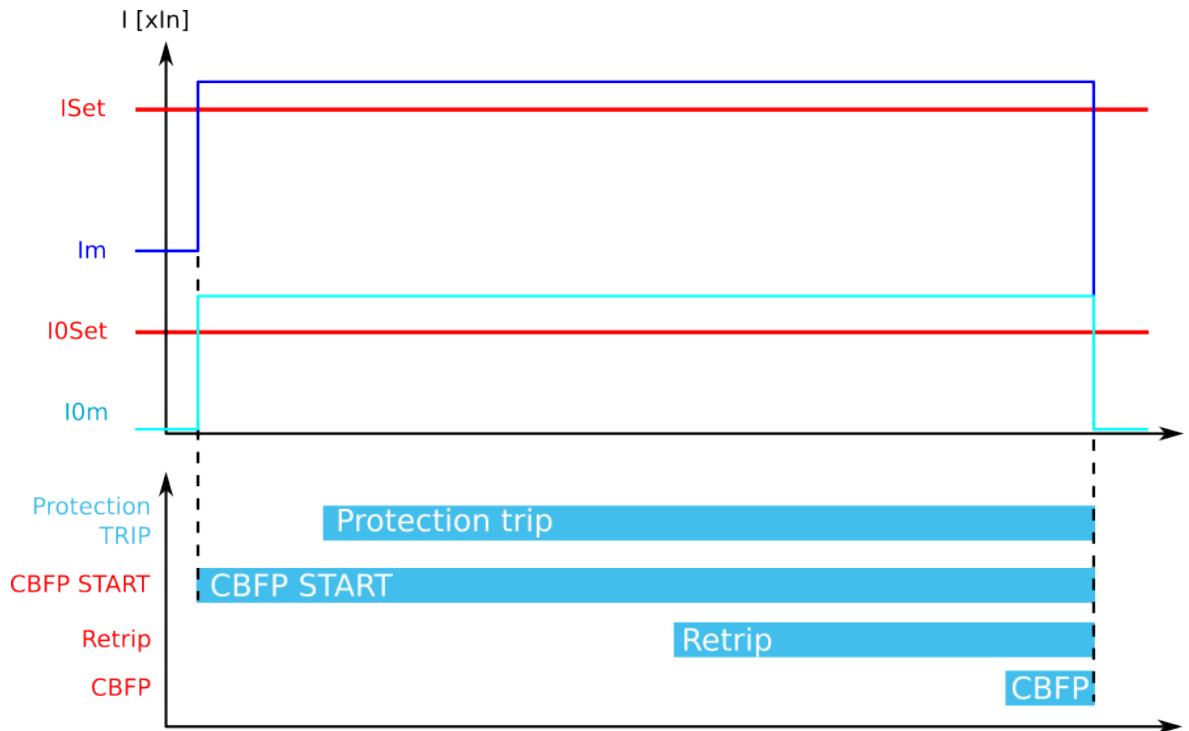 I [xIn]
ISet
Im
I0Set
I0m
Protection
TRIP
Protection trip
CBFP START
CBFP START
Retrip
Retrip
CBFP
CBFP